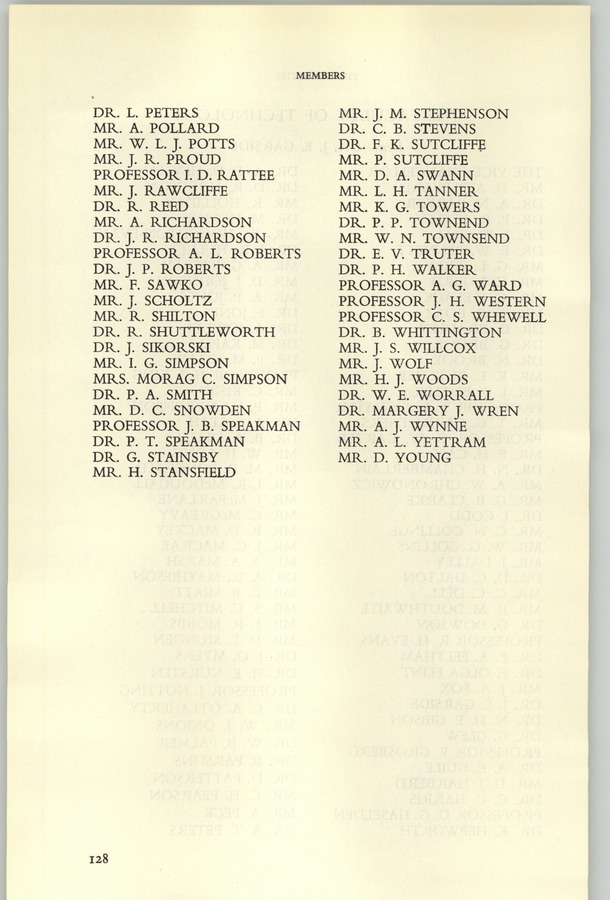 MEMBERS
DR. L. PETERS
MR. A. POLLARD
MR. W. L. J. POTTS
MR. J. R. PROUD
PROFESSOR I. D. RATTEE
MR. J. RAWCLIFFE
DR. R. REED
MR. A. RICHARDSON
DR. J. R. RICHARDSON
PROFESSOR A. L. ROBERTS
DR. J. P. ROBERTS
MR. F. SAWKO
MR. J. SCHOLTZ
MR. R. SHILTON
DR. R. SHUTTLEWORTH
DR. J. SIKORSKI
MR. I. G. SIMPSON
MRS. MORAG C. SIMPSON
DR. P. A. SMITH
MR. D. C. SNOWDEN
PROFESSOR J. B. SPEAKMAN
DR. P. T. SPEAKMAN
DR. G. STAINSBY
MR. H. STANSFIELD
MR. J. M. STEPHENSON
DR. C. B. STEVENS
DR. F. K. SUTCLIFFE
MR. P. SUTCLIFFE
MR. D. A. SWANN
MR. L. H. TANNER
MR. K. G. TOWERS
DR. P. P. TOWNEND
MR. W. N. TOWNSEND
DR. E. V. TRUTER
DR. P. H. WALKER
PROFESSOR A. G. WARD
PROFESSOR J. H. WESTERN
PROFESSOR C. S. WHEWELL
DR. B. WHITTINGTON
MR. J. S. WILLCOX
MR. J. WOLF
MR. H. J. WOODS
DR. W. E. WORRALL
DR. MARGERY J. WREN
MR. A. J. WYNNE
MR. A. L. YETTRAM
MR. D. YOUNG
128